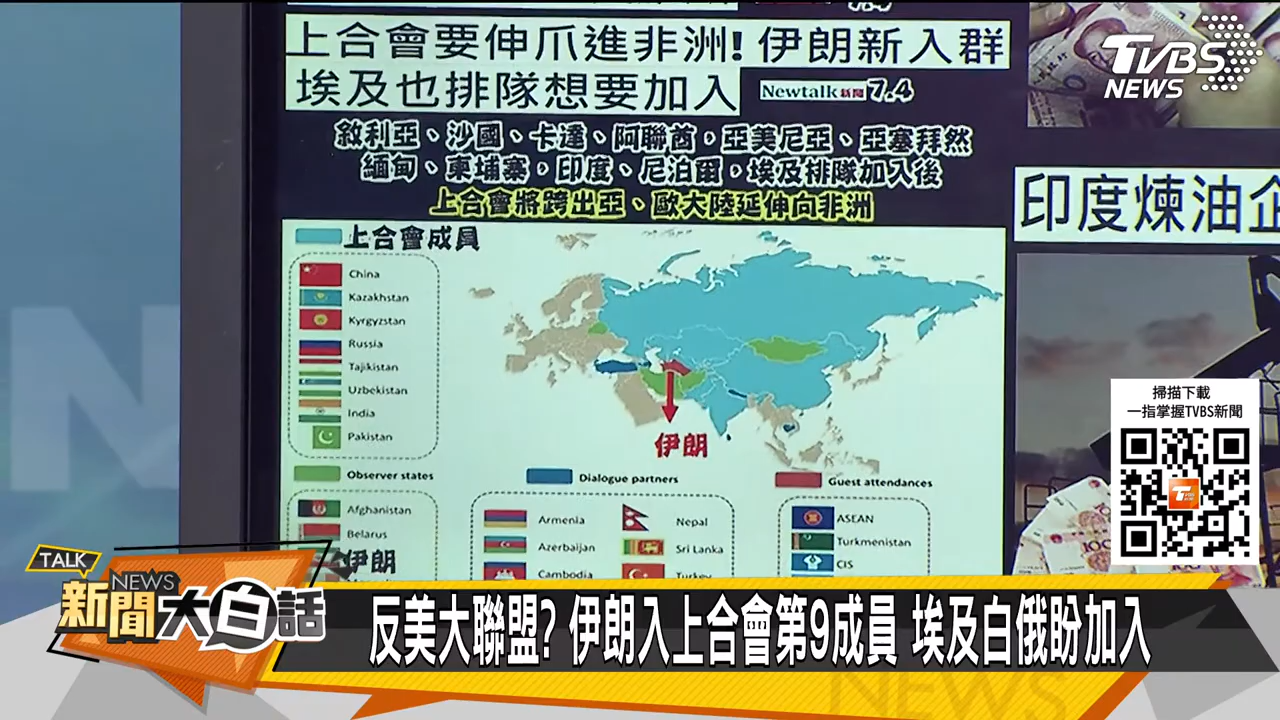 上合會要伸爪進非洲! 伊朗新入群
埃及也排隊想要加入
Newtalk新聞 7.4
敘利亞、沙國、卡達、阿聯酋,亞美尼亞、亞塞拜然
緬甸、柬埔寨,印度、尼泊爾,埃及排隊加入後
上合會將跨出亞、歐大陸延伸向非洲
上合會成員
China
Kazakhstan
Kyrgyzstan
Russia
Tajikistan
Uzbekistan
India
Pakistan
伊朗
Observer states
Afghanistan
Belarus
伊朗
Dialogue partners
Armenia
Azerbaijan
Cambodia
Nepal
Sri Lanka
Turkey
Guest attendances
ASEAN
Turkmenistan
CIS
TVBS
NEWS
印度煉油企
掃描下載
一指掌握TVBS新聞
TALK
NEWS
新聞大白話
反美大聯盟? 伊朗入上合會第9成員 埃及白俄盼加入
NEWS